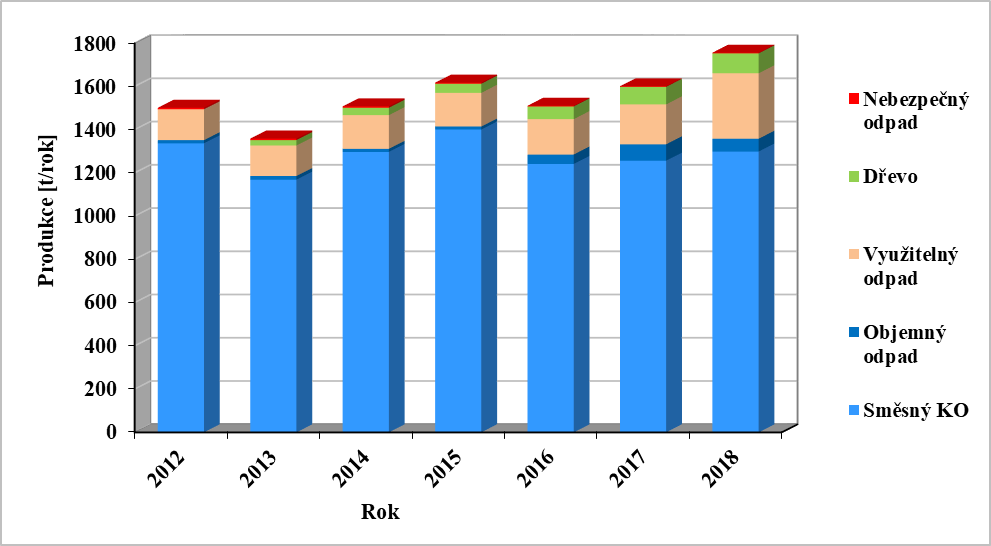 Produkce [t/rok]
1800
1600
1400
1200
1000
800
600
400
200
0
2012
2013
2014
2015
2016
2017
2018
Rok
Nebezpečný
odpad
Dřevo
Využitelný
odpad
Objemný
odpad
Směsný KO